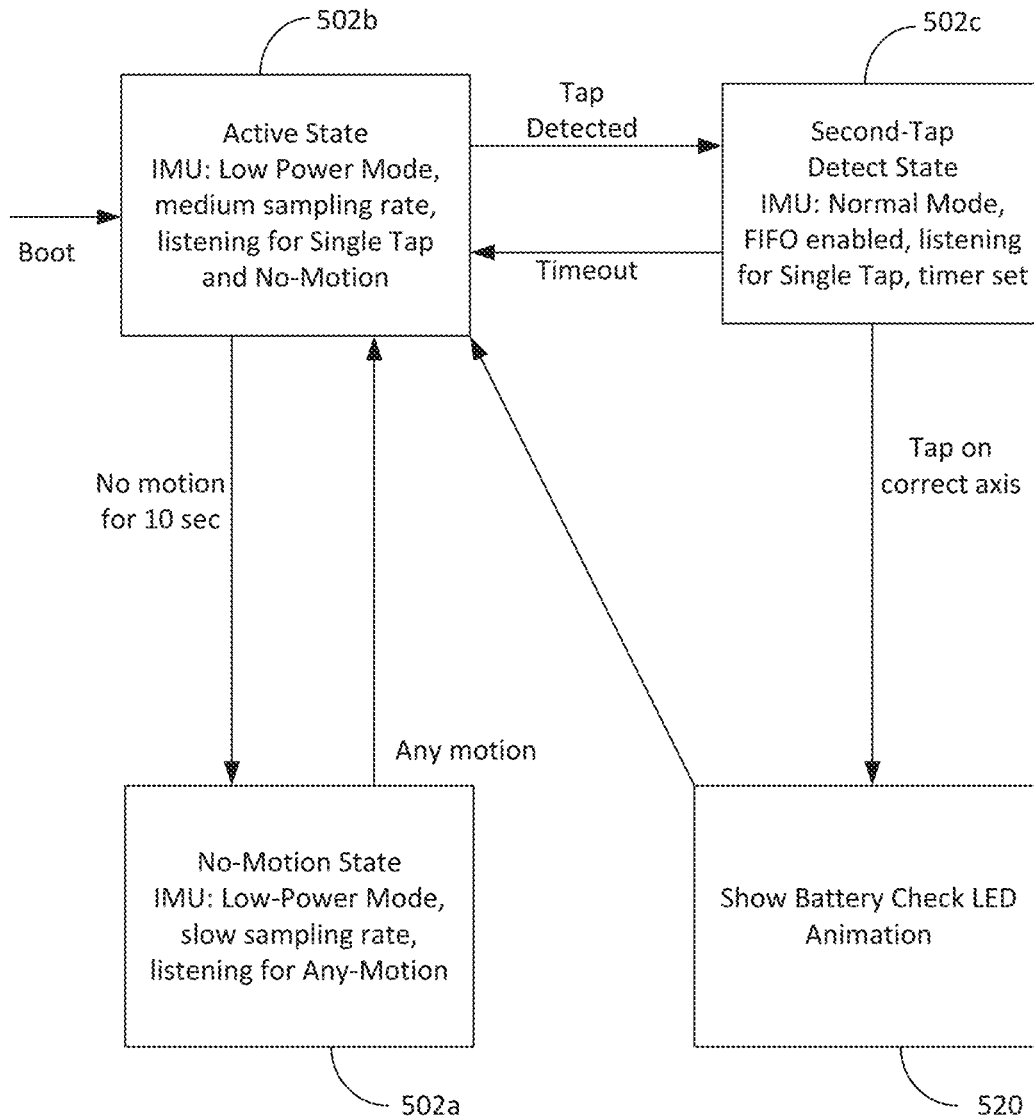 502b
502c
Active State
IMU: Low Power Mode,
medium sampling rate,
listening for Single Tap
and No-Motion
Tap
Detected
Second-Tap
Detect State
IMU: Normal Mode,
FIFO enabled, listening
for Single Tap, timer set
Boot
Timeout
No motion
for 10 sec
Tap on
correct axis
Any motion
No-Motion State
IMU: Low-Power Mode,
slow sampling rate,
listening for Any-Motion
Show Battery Check LED
Animation
502a
520